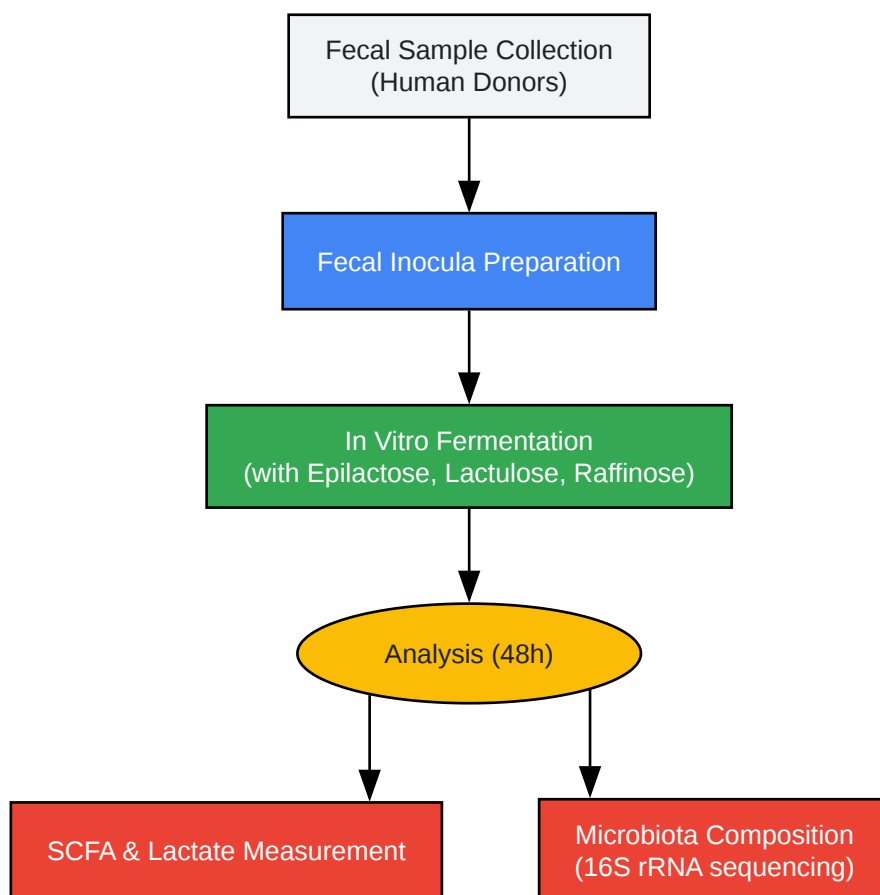 Fecal Sample Collection
(Human Donors)
Fecal Inocula Preparation
In Vitro Fermentation
(with Epilactose, Lactulose, Raffinose)
Analysis (48h)
SCFA & Lactate Measurement
Microbiota Composition
(16S rRNA sequencing)